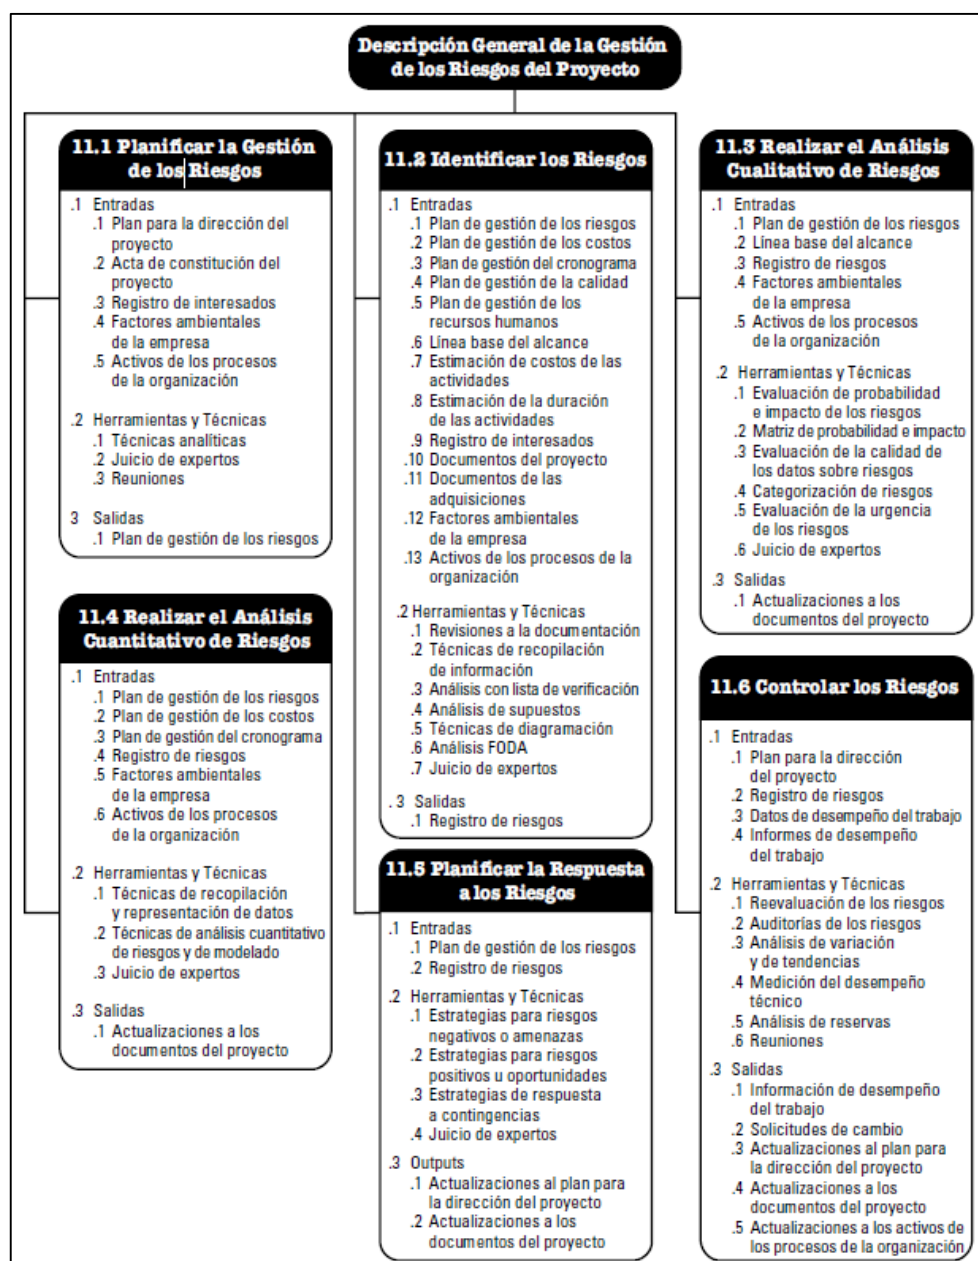 Descripción General de la Gestión
de los Riesgos del Proyecto
11.1 Planificar la Gestión
de los Riesgos
.1 Entradas
.1 Plan para la dirección del
proyecto
.2 Acta de constitución del
proyecto
.3 Registro de interesados
.4 Factores ambientales
de la empresa
.5 Activos de los procesos
de la organización
.2 Herramientas y Técnicas
.1 Técnicas analíticas
.2 Juicio de expertos
.3 Reuniones
3 Salidas
.1 Plan de gestión de los riesgos
11.2 Identificar los Riesgos
.1 Entradas
.1 Plan de gestión de los riesgos
.2 Plan de gestión de los costos
.3 Plan de gestión del cronograma
.4 Plan de gestión de la calidad
.5 Plan de gestión de los
recursos humanos
.6 Línea base del alcance
.7 Estimación de costos de las
actividades
.8 Estimación de la duración
de las actividades
.9 Registro de interesados
.10 Documentos del proyecto
.11 Documentos de las
adquisiciones
.12 Factores ambientales
de la empresa
.13 Activos de los procesos de la
organización
.2 Herramientas y Técnicas
.1 Revisiones a la documentación
.2 Técnicas de recopilación
de información
.3 Análisis con lista de verificación
.4 Análisis de supuestos
.5 Técnicas de diagramación
.6 Análisis FODA
.7 Juicio de expertos
.3 Salidas
.1 Registro de riesgos
11.3 Realizar el Análisis
Cualitativo de Riesgos
.1 Entradas
.1 Plan de gestión de los riesgos
.2 Línea base del alcance
.3 Registro de riesgos
.4 Factores ambientales
de la empresa
.5 Activos de los procesos
de la organización
.2 Herramientas y Técnicas
.1 Evaluación de probabilidad
e impacto de los riesgos
.2 Matriz de probabilidad e impacto
.3 Evaluación de la calidad de
los datos sobre riesgos
.4 Categorización de riesgos
.5 Evaluación de la urgencia
de los riesgos
.6 Juicio de expertos
.3 Salidas
.1 Actualizaciones a los
documentos del proyecto
11.4 Realizar el Análisis
Cuantitativo de Riesgos
.1 Entradas
.1 Plan de gestión de los riesgos
.2 Plan de gestión de los costos
.3 Plan de gestión del cronograma
.4 Registro de riesgos
.5 Factores ambientales
de la empresa
.6 Activos de los procesos
de la organización
.2 Herramientas y Técnicas
.1 Técnicas de recopilación
y representación de datos
.2 Técnicas de análisis cuantitativo
de riesgos y de modelado
.3 Juicio de expertos
.3 Salidas
.1 Actualizaciones a los
documentos del proyecto
11.5 Planificar la Respuesta
a los Riesgos
.1 Entradas
.1 Plan de gestión de los riesgos
.2 Registro de riesgos
.2 Herramientas y Técnicas
.1 Estrategias para riesgos
negativos o amenazas
.2 Estrategias para riesgos
positivos u oportunidades
.3 Estrategias de respuesta
a contingencias
.4 Juicio de expertos
.3 Outputs
.1 Actualizaciones al plan para
la dirección del proyecto
.2 Actualizaciones a los
documentos del proyecto
11.6 Controlar los Riesgos
.1 Entradas
.1 Plan para la dirección
del proyecto
.2 Registro de riesgos
.3 Datos de desempeño del trabajo
.4 Informes de desempeño
del trabajo
.2 Herramientas y Técnicas
.1 Reevaluación de los riesgos
.2 Auditorías de los riesgos
.3 Análisis de variación
y de tendencias
.4 Medición del desempeño
técnico
.5 Análisis de reservas
.6 Reuniones
.3 Salidas
.1 Información de desempeño
del trabajo
.2 Solicitudes de cambio
.3 Actualizaciones al plan para
la dirección del proyecto
.4 Actualizaciones a los
documentos del proyecto
.5 Actualizaciones a los activos de
los procesos de la organización